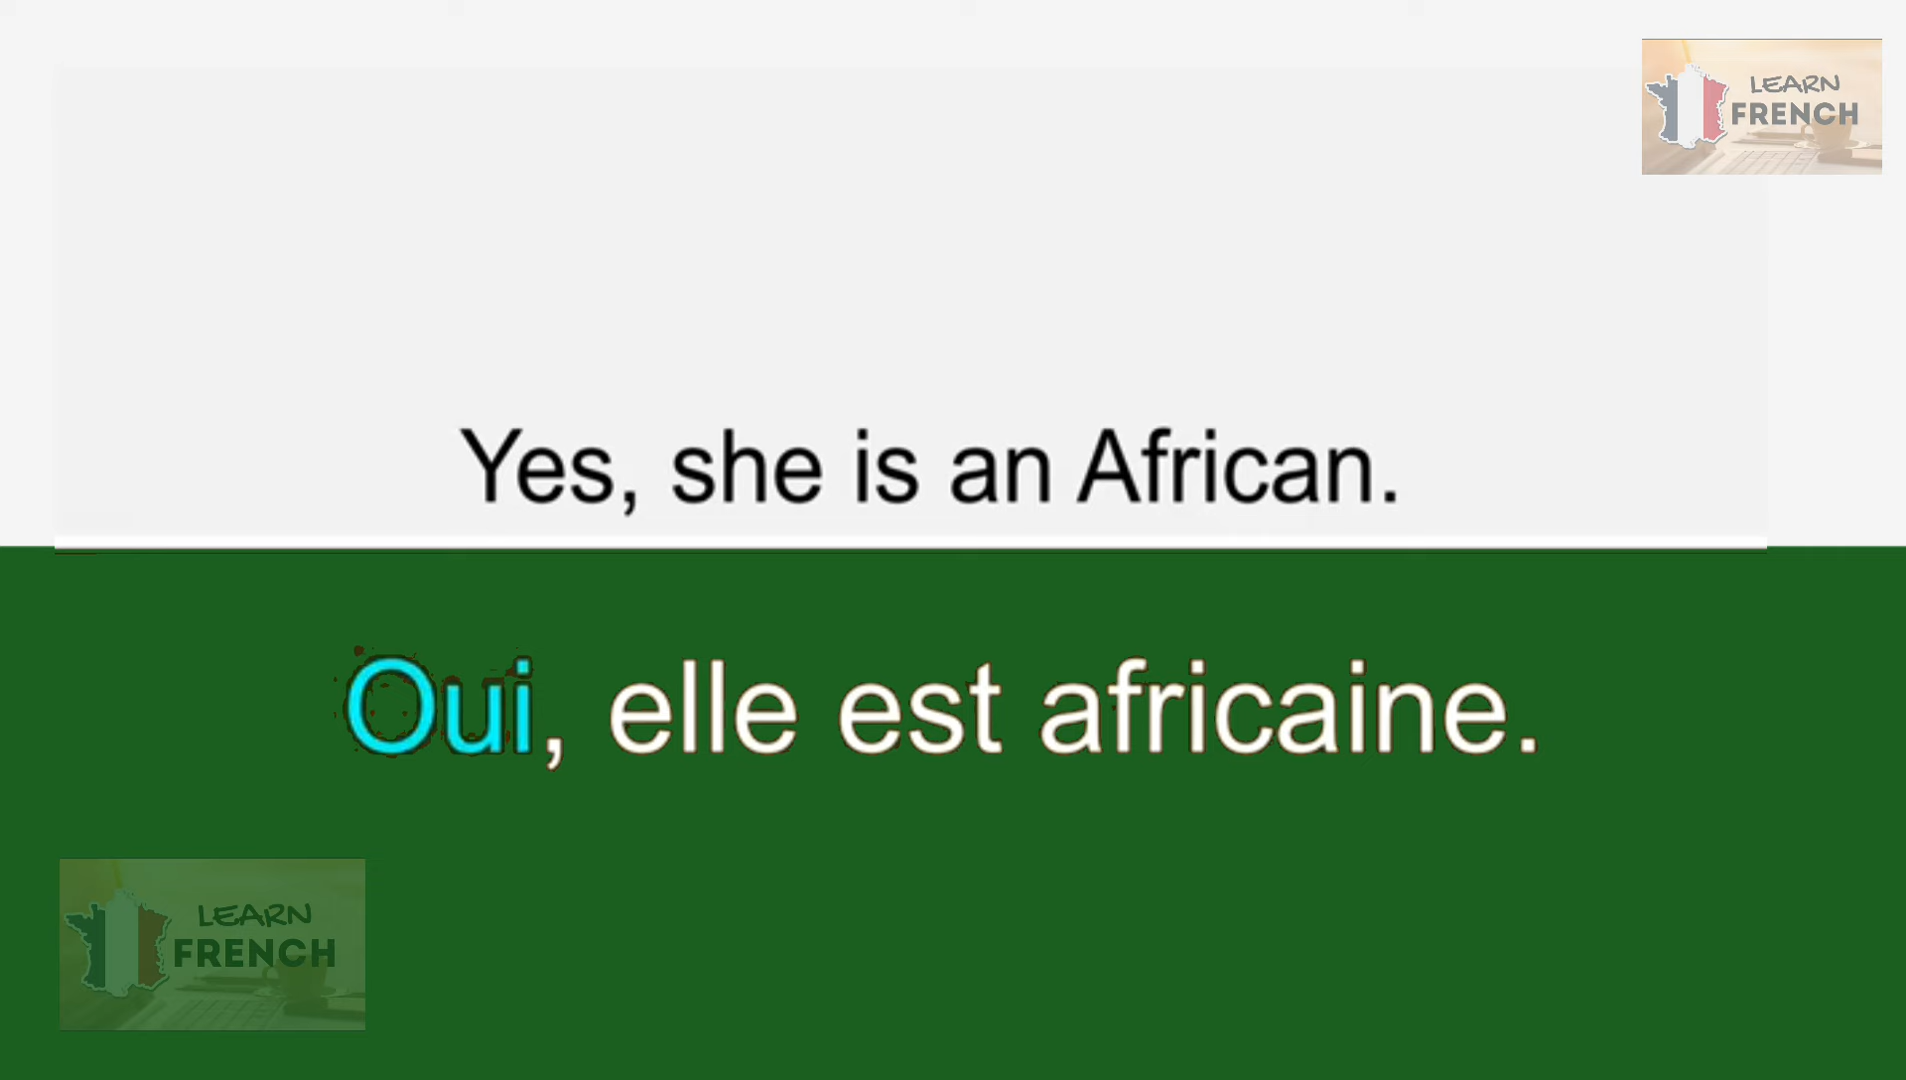 LEARN
FRENCH
Yes, she is an African.
Oui, elle est africaine.
LEARN
FRENCH